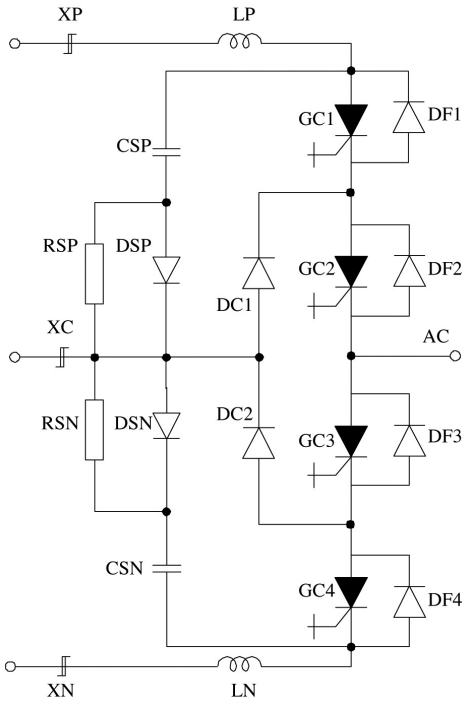 XP
LP
GC1
DF1
CSP
RSP
DSP
GC2
DF2
DC1
XC
AC
RSN
DSN
DC2
GC3
DF3
CSN
GC4
DF4
XN
LN